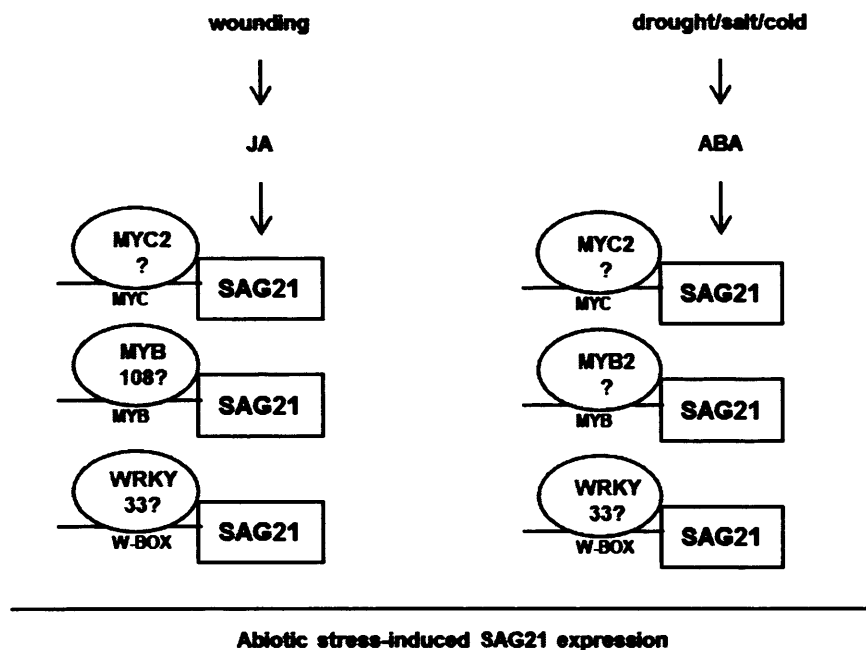 wounding
drought/salt/cold
JA
ABA
MYC2
?
MYC
SAG21
MYC2
?
MYC
SAG21
MYB
108?
MYB
SAG21
MYB2
?
MYB
SAG21
WRKY
33?
W-BOX
SAG21
WRKY
33?
W-BOX
SAG21
Abiotic stress-induced SAG21 expression